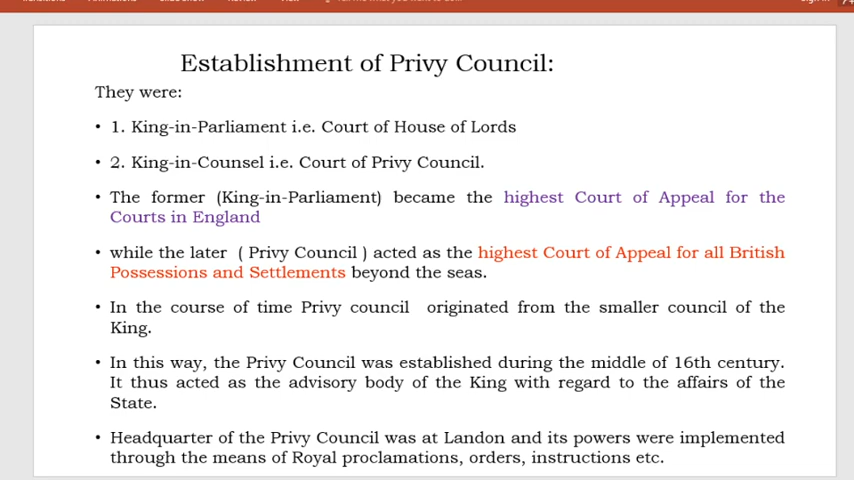 Establishment of Privy Council:
They were:
• 1. King-in-Parliament i.e. Court of House of Lords
• 2. King-in-Counsel i.e. Court of Privy Council.
• The former (King-in-Parliament) became the highest Court of Appeal for the
Courts in England
• while the later ( Privy Council ) acted as the highest Court of Appeal for all British
Possessions and Settlements beyond the seas.
• In the course of time Privy council originated from the smaller council of the
King.
• In this way, the Privy Council was established during the middle of 16th century.
It thus acted as the advisory body of the King with regard to the affairs of the
State.
• Headquarter of the Privy Council was at Landon and its powers were implemented
through the means of Royal proclamations, orders, instructions etc.